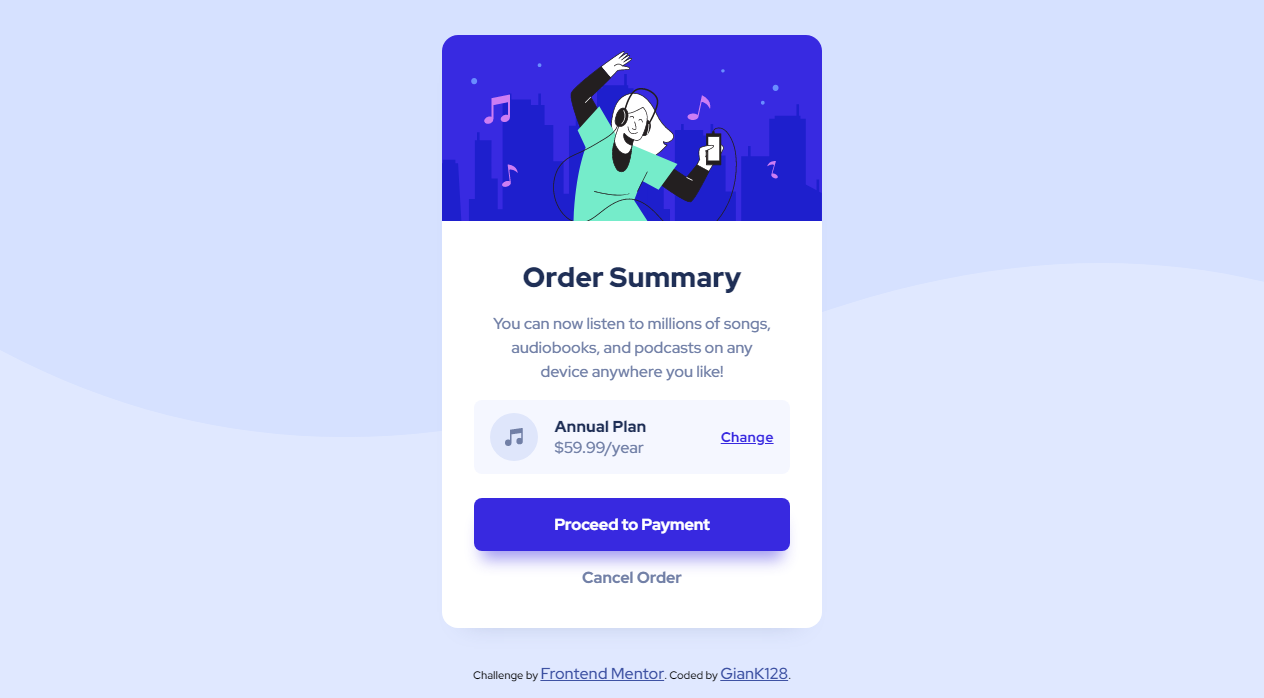 Order Summary
You can now listen to millions of songs,
audiobooks, and podcasts on any
device anywhere you like!
Annual Plan
$59.99/year
Change
Proceed to Payment
Cancel Order
Challenge by Frontend Mentor. Coded by GianK128.